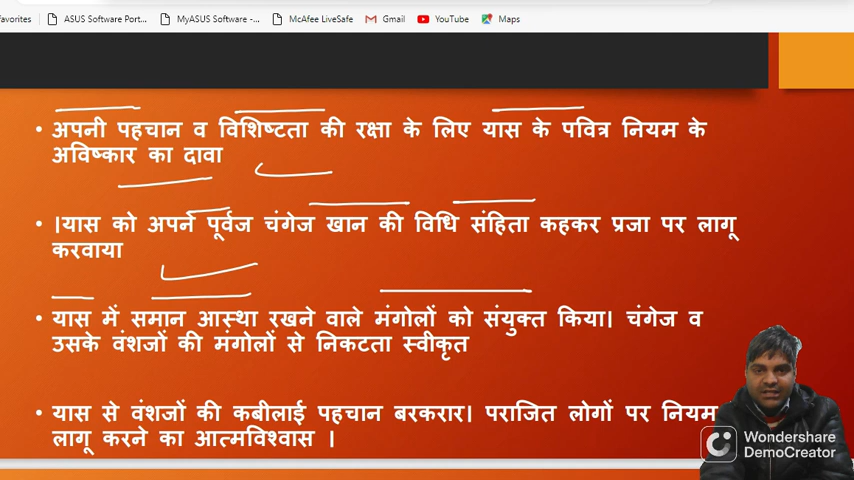 avorites ASUS Software Port... MyASUS Software -... McAfee LiveSafe Gmail YouTube Maps
• अपनी पहचान व विशिष्टता की रक्षा के लिए यास के पवित्र नियम के
अविष्कार का दावा
• ।यास को अपने पूर्वज चंगेज खान की विधि संहिता कहकर प्रजा पर लागू
करवाया
• यास में समान आस्था रखने वाले मंगोलों को संयुक्त किया। चंगेज व
उसके वंशजों की मंगोलों से निकटता स्वीकृत
• यास से वंशजों की कबीलाई पहचान बरकरार। पराजित लोगों पर नियम
लागू करने का आत्मविश्वास ।
Wondershare
DemoCreator